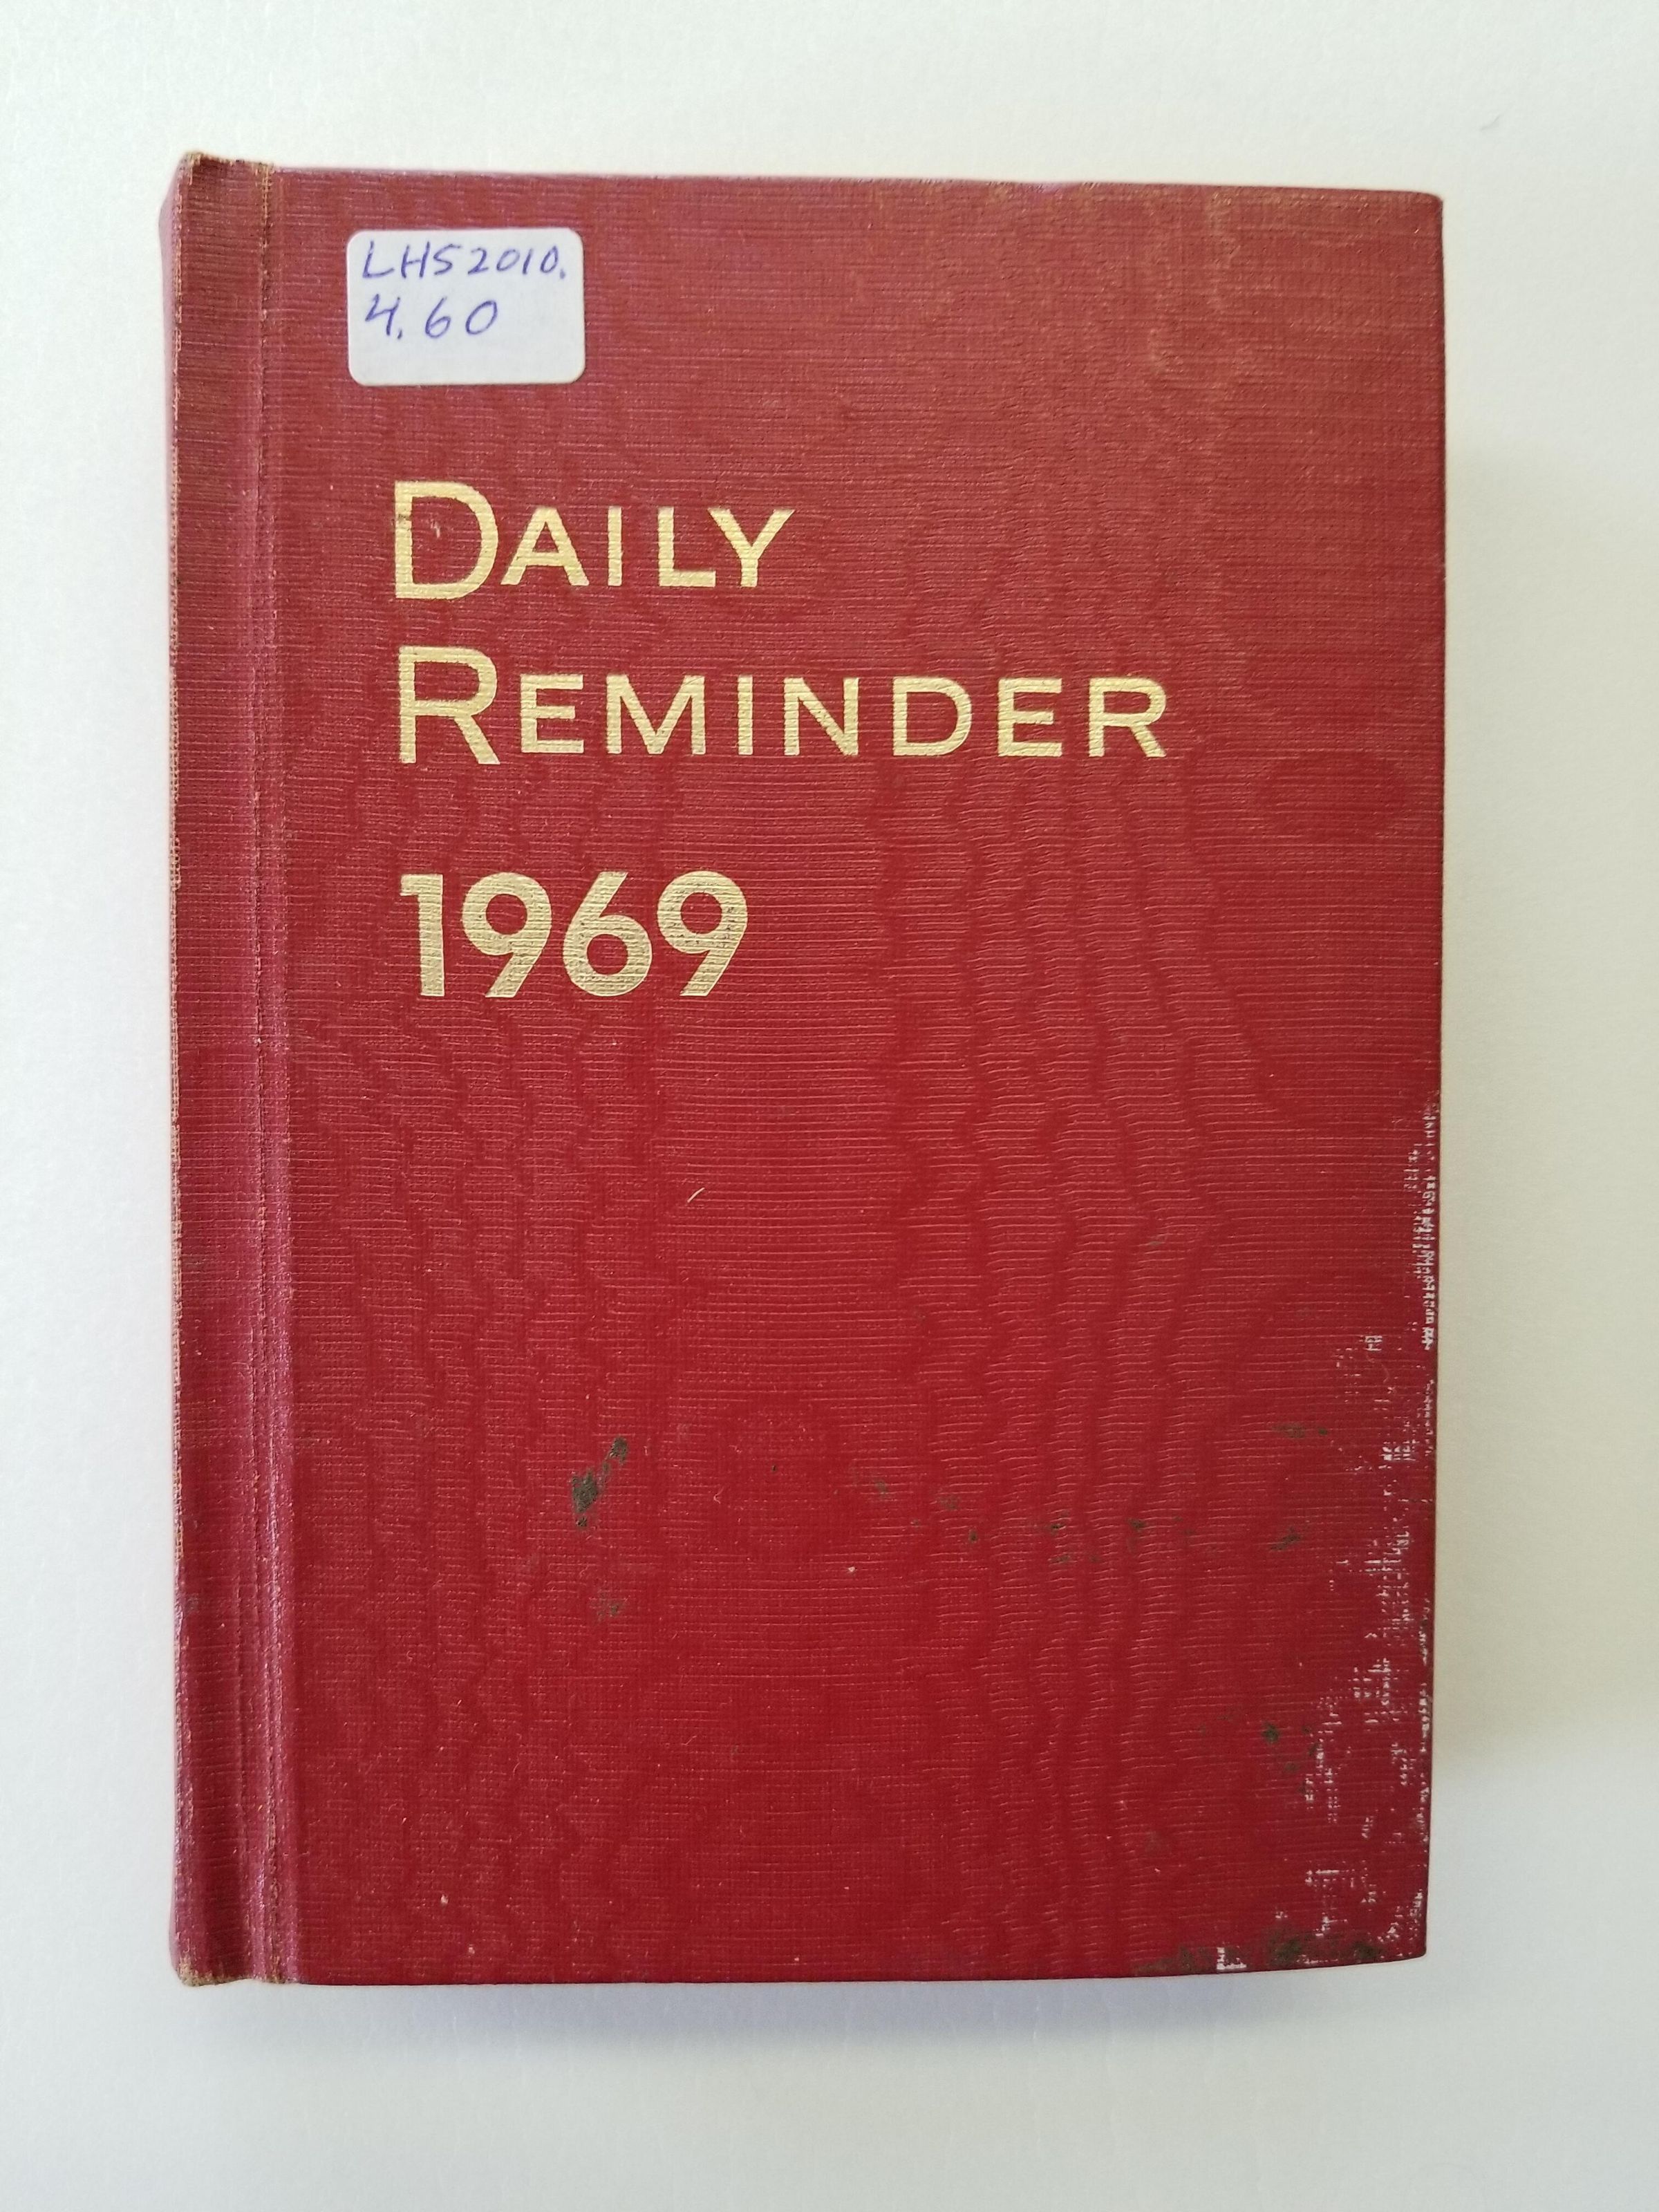 LHS2010.
4.60
DAILY
REMINDER
1969